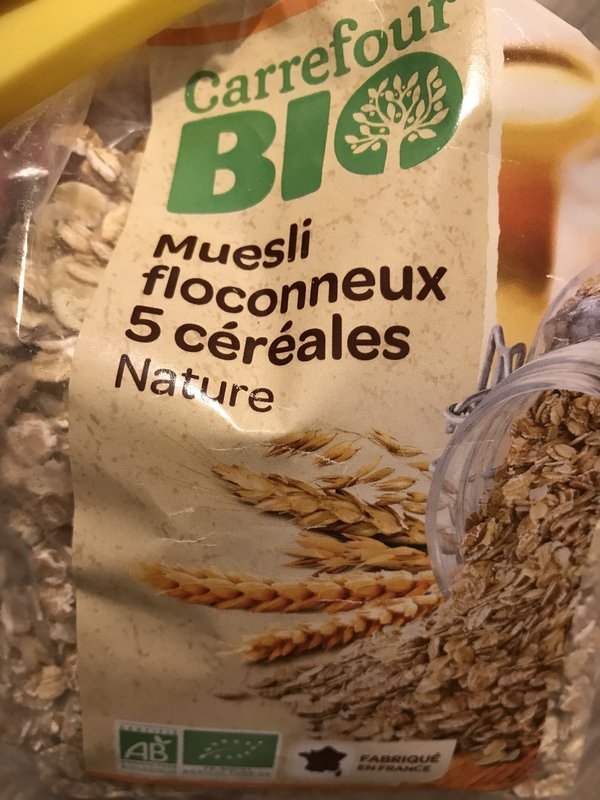 Carrefour
BIO
Muesli
floconneux
5 céréales
Nature
AB
FABRIQUÉ
EN FRANCE